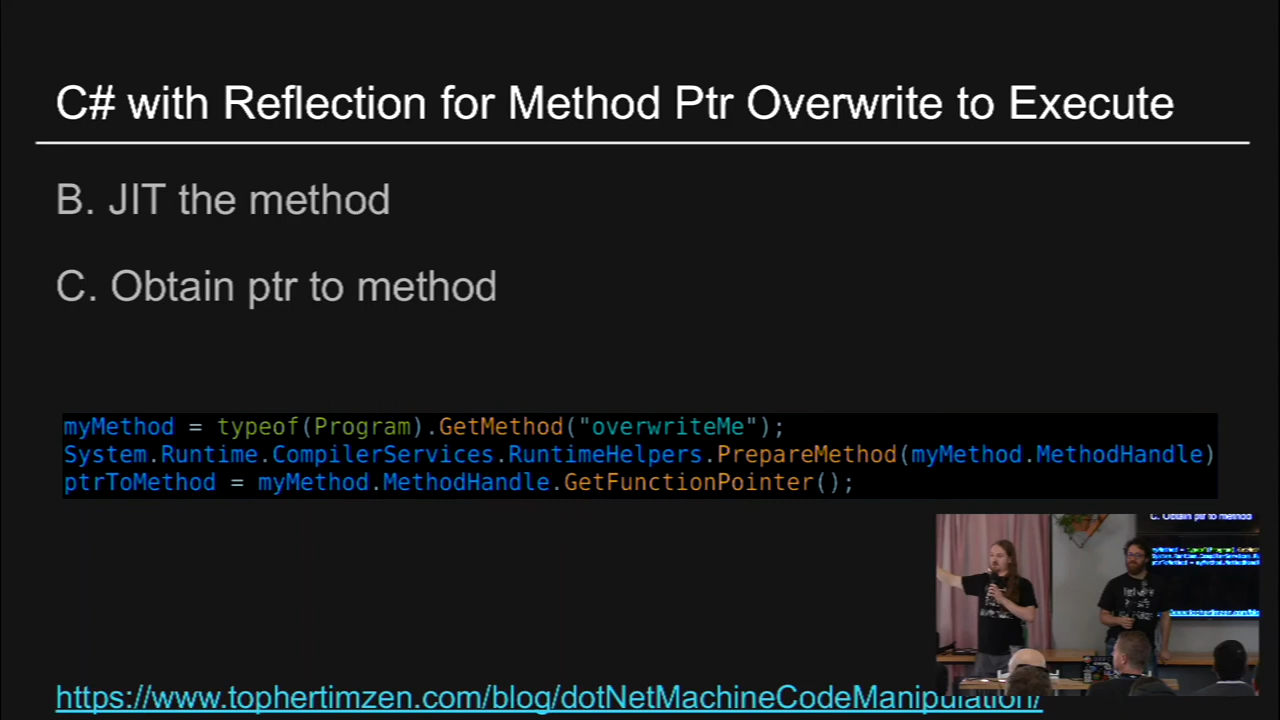 C# with Reflection for Method Ptr Overwrite to Execute
B. JIT the method
C. Obtain ptr to method
myMethod = typeof(Program).GetMethod("overwriteMe");
System.Runtime.CompilerServices.RuntimeHelpers.PrepareMethod(myMethod.MethodHandle)
ptrToMethod = myMethod.MethodHandle.GetFunctionPointer();
C. Obtain ptr to method
https://www.tophertimzen.com/blog/dotNetMachineCodeManipulation/